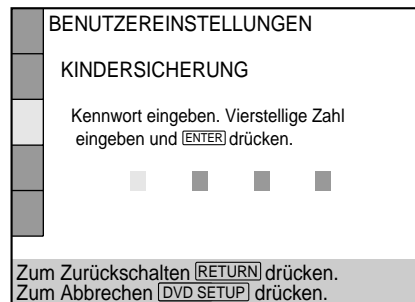 BENUTZEREINSTELLUNGEN
KINDERSICHERUNG
Kennwort eingeben. Vierstellige Zahl
eingeben und ENTER drücken.
Zum Zurückschalten RETURN drücken.
Zum Abbrechen DVD SETUP drücken.